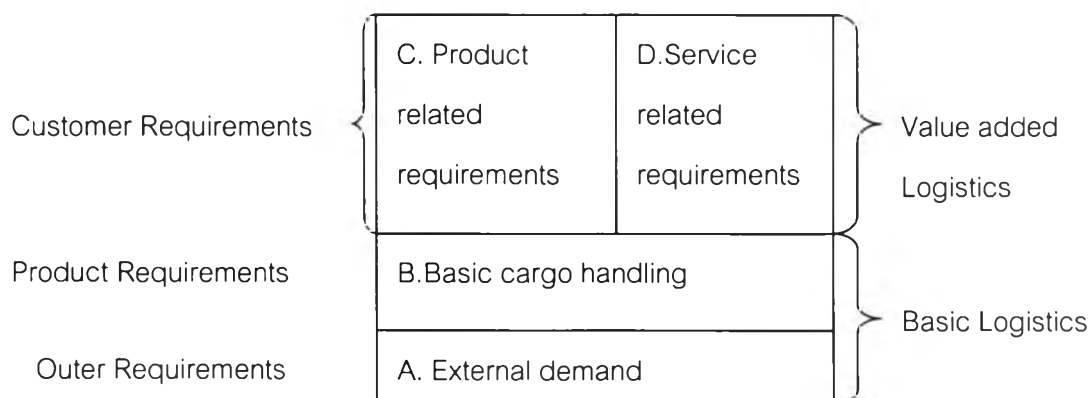 Customer Requirements
C. Product
related
requirements
D.Service
related
requirements
Value added
Logistics
Product Requirements
B.Basic cargo handling
Basic Logistics
Outer Requirements
A. External demand